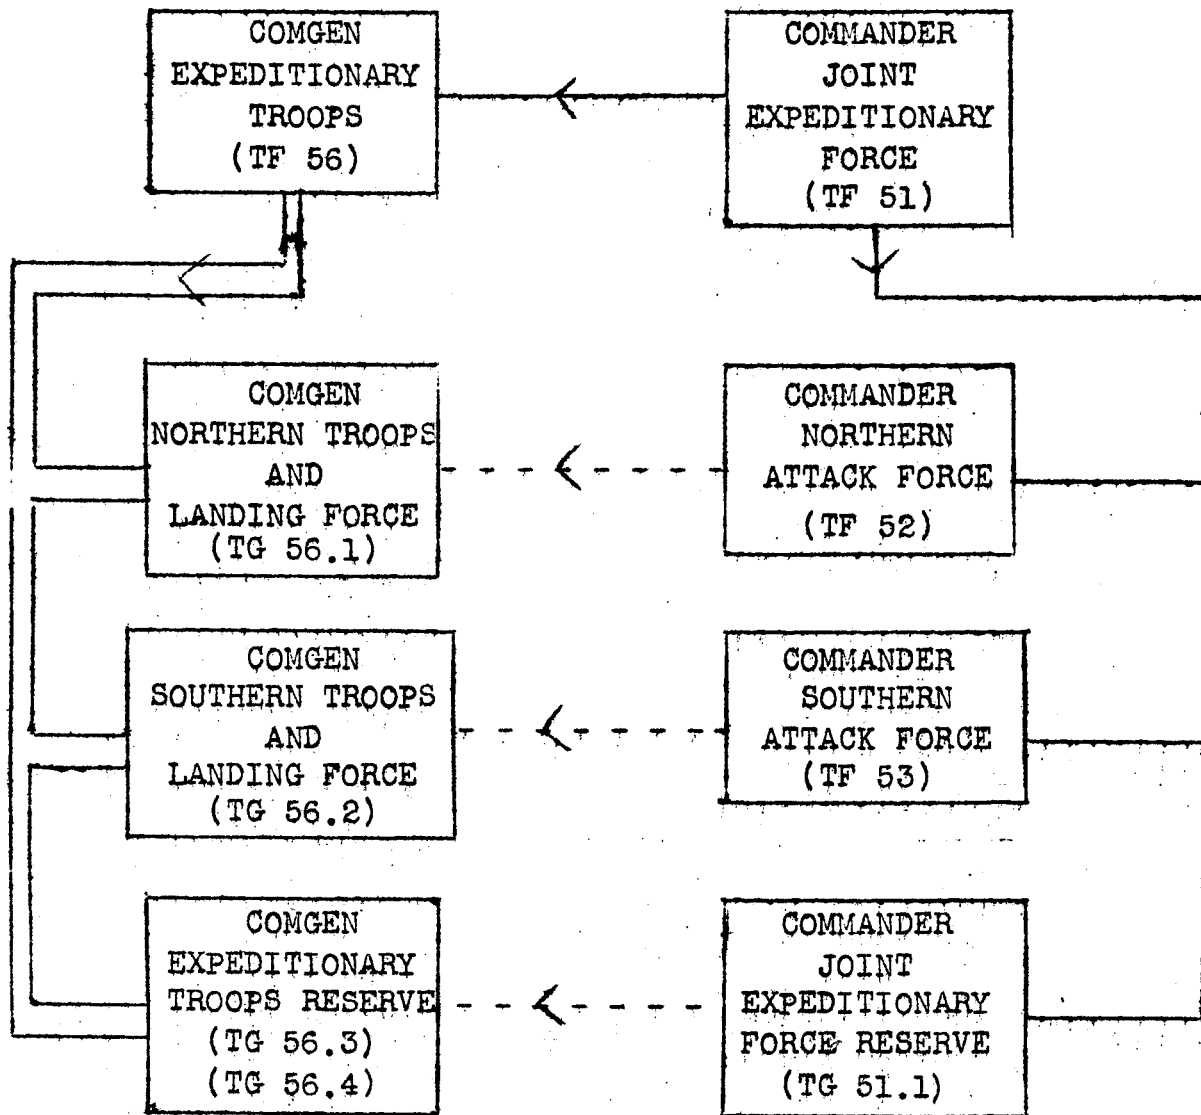 COMGEN
EXPEDITIONARY
TROOPS
(TF 56)
COMMANDER
JOINT
EXPEDITIONARY
FORCE
(TF 51)
COMGEN
NORTHERN TROOPS
AND
LANDING FORCE
(TG 56.1)
COMMANDER
NORTHERN
ATTACK FORCE
(TF 52)
COMGEN
SOUTHERN TROOPS
AND
LANDING FORCE
(TG 56.2)
COMMANDER
SOUTHERN
ATTACK FORCE
(TF 53)
COMGEN
EXPEDITIONARY
TROOPS RESERVE
(TG 56.3)
(TG 56.4)
COMMANDER
JOINT
EXPEDITIONARY
FORCE RESERVE
(TG 51.1)